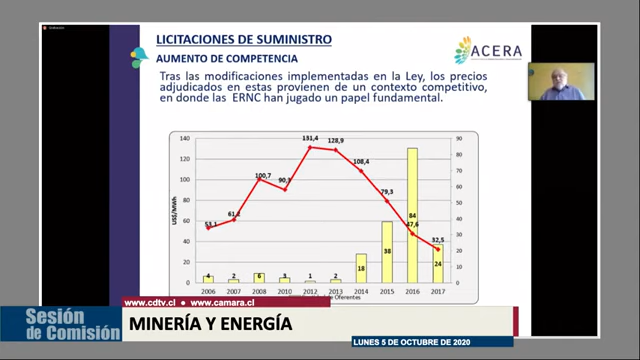 LICITACIONES DE SUMINISTRO
ACERA
AUMENTO DE COMPETENCIA
Tras las modificaciones implementadas en la Ley, los precios
adjudicados en estas provienen de un contexto competitivo,
en donde las ERNC han jugado un papel fundamental.
US$/MWh
140
120
100
80
60
40
20
0
90
80
70
60
50
40
30
20
10
0
53,1
61,2
100,7
90,3
131,4
128,9
108,4
79,3
47,6
32,5
4
2
6
3
1
2
18
38
84
24
2006 2007 2008 2010 2012 2013 2014 2015 2016 2017
de Oferentes
www.cdtv.cl ● www.camara.cl
Sesión
de Comisión
MINERÍA Y ENERGÍA
LUNES 5 DE OCTUBRE DE 2020